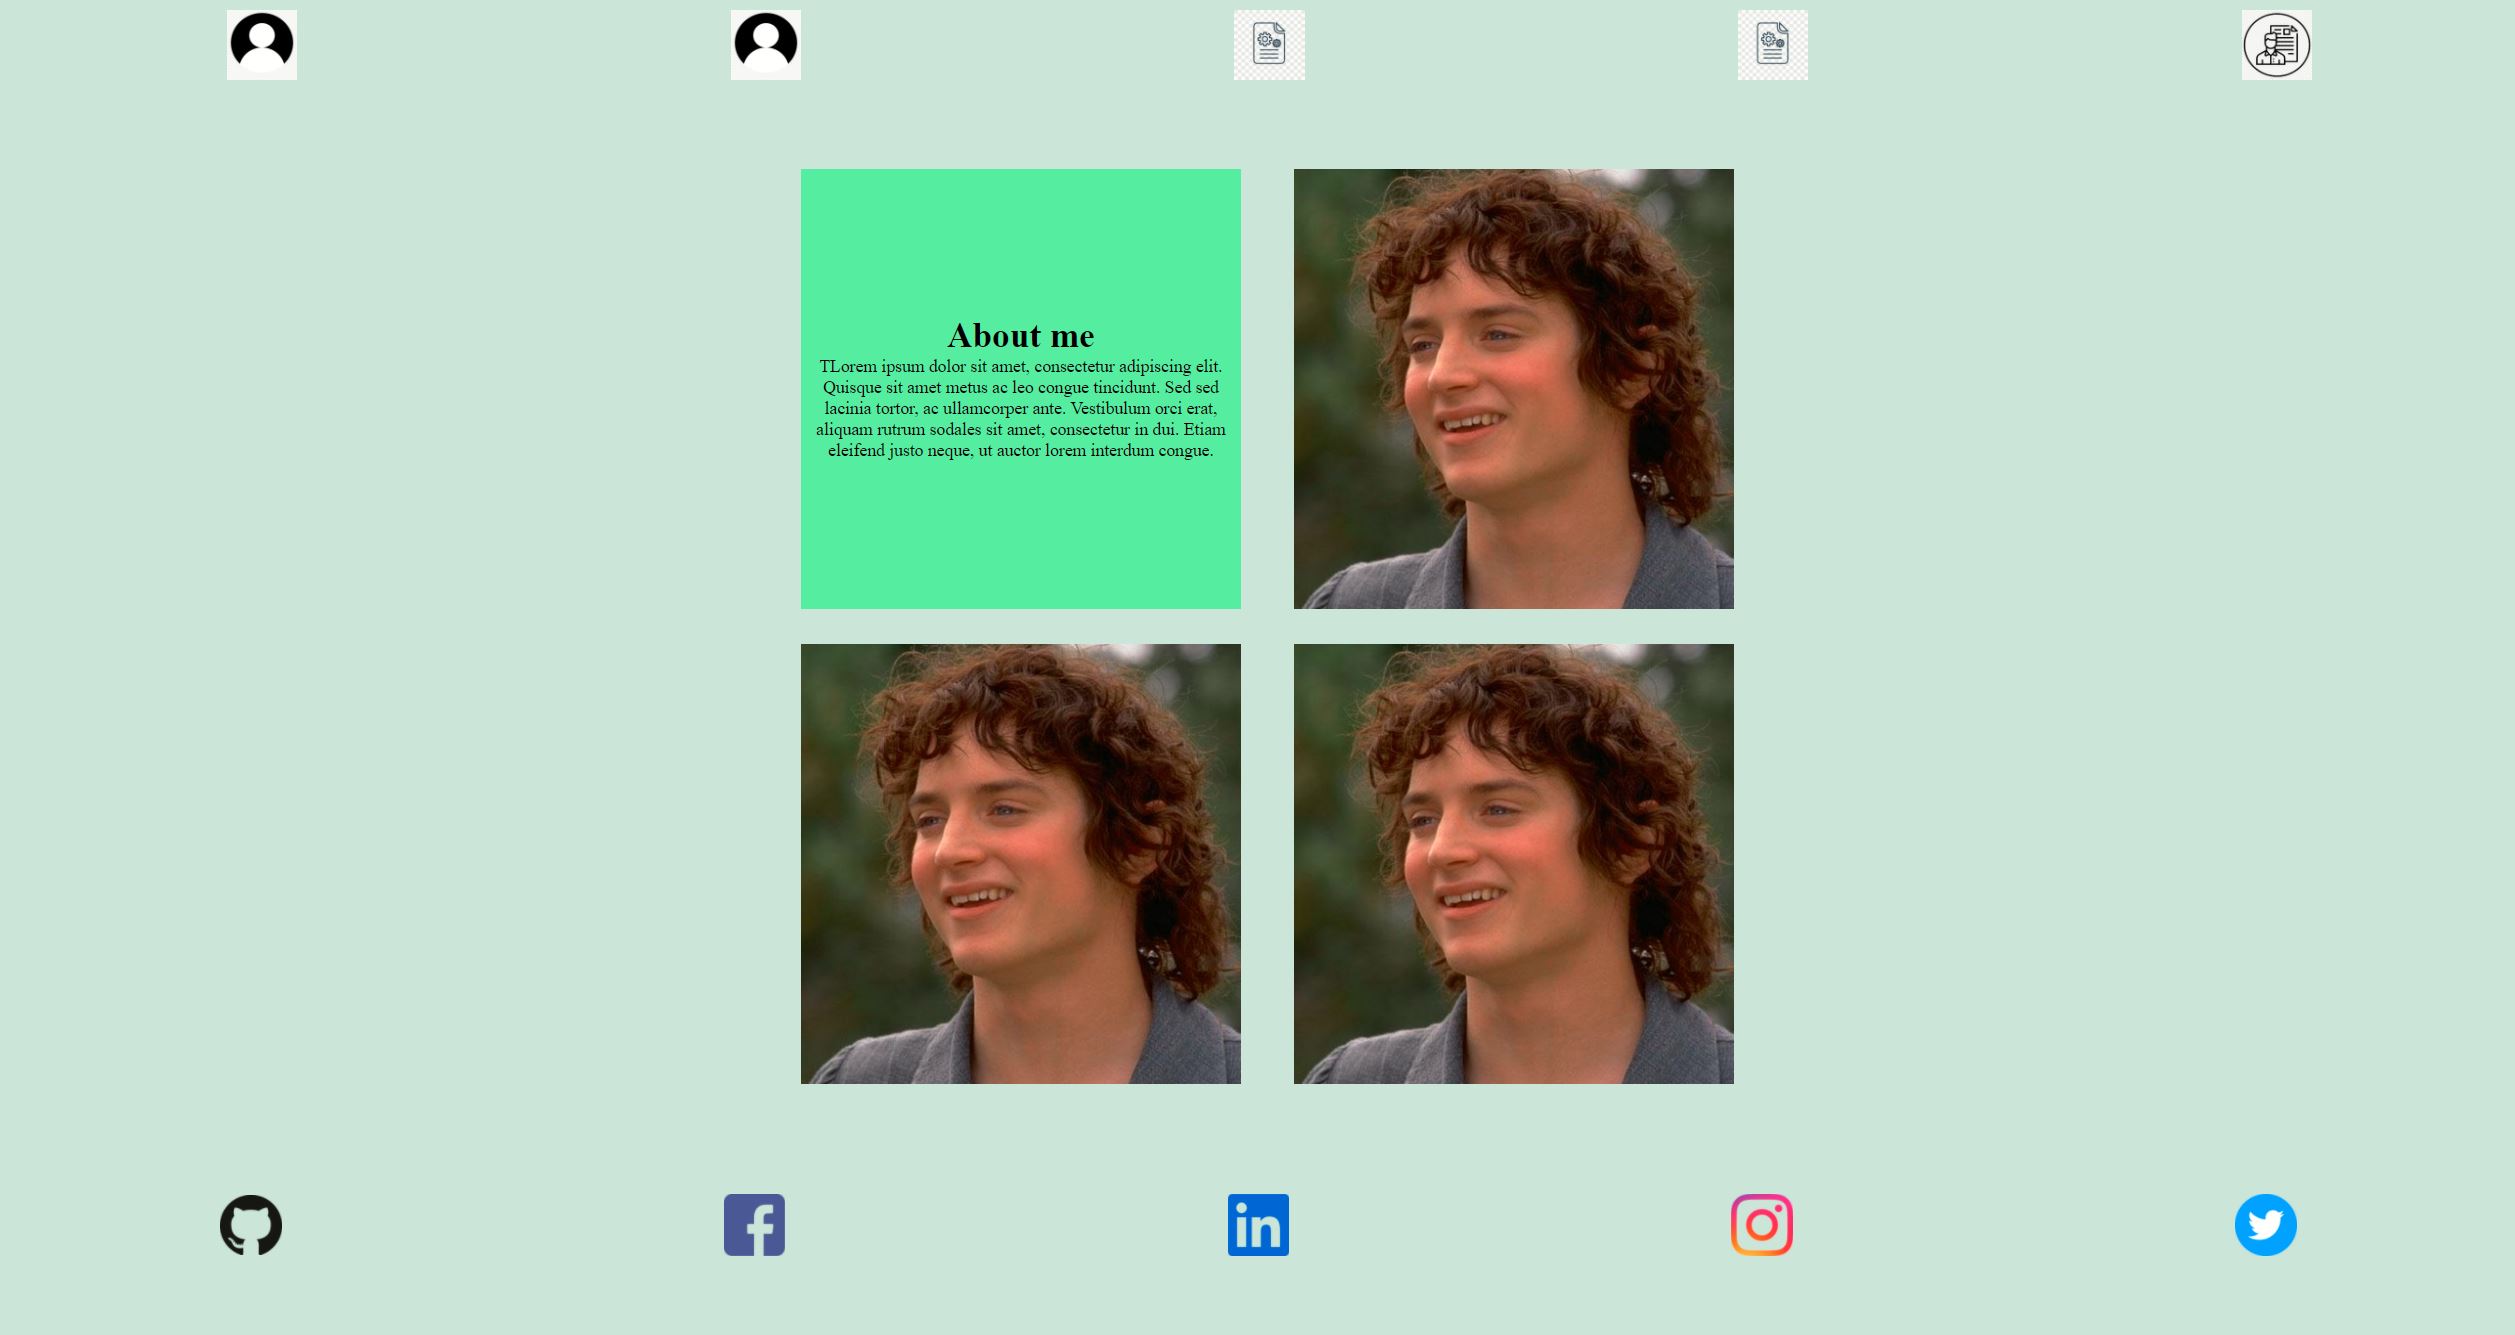 About me
TLorem ipsum dolor sit amet, consectetur adipiscing elit.
Quisque sit amet metus ac leo congue tincidunt. Sed sed
lacinia tortor, ac ullamcorper ante. Vestibulum orci erat,
aliquam rutrum sodales sit amet, consectetur in dui. Etiam
eleifend justo neque, ut auctor lorem interdum congue.
in